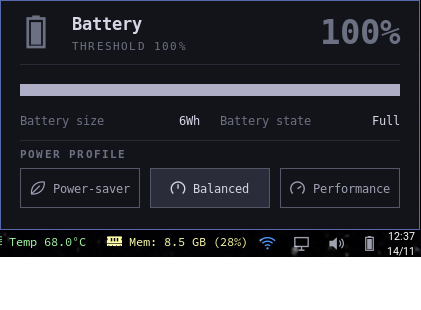 Battery
THRESHOLD 100%
100%
Battery size 6Wh Battery state Full
POWER PROFILE
Power-saver Balanced Performance
Temp 68.0°C Mem: 8.5 GB (28%) 12:37
14/11